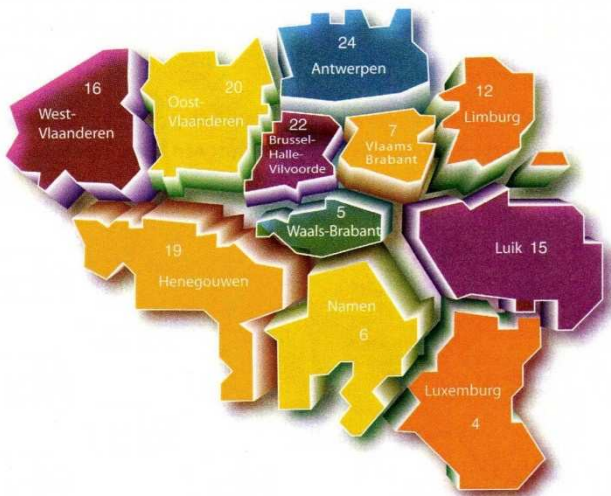 24
Antwerpen
16
West-
Vlaanderen
20
Oost-
Vlaanderen
22
Brussel-
Halle-
Vilvoorde
7
Vlaams
Brabant
12
Limburg
5
Waals-Brabant
Luik 15
19
Henegouwen
Namen
6
Luxemburg
4